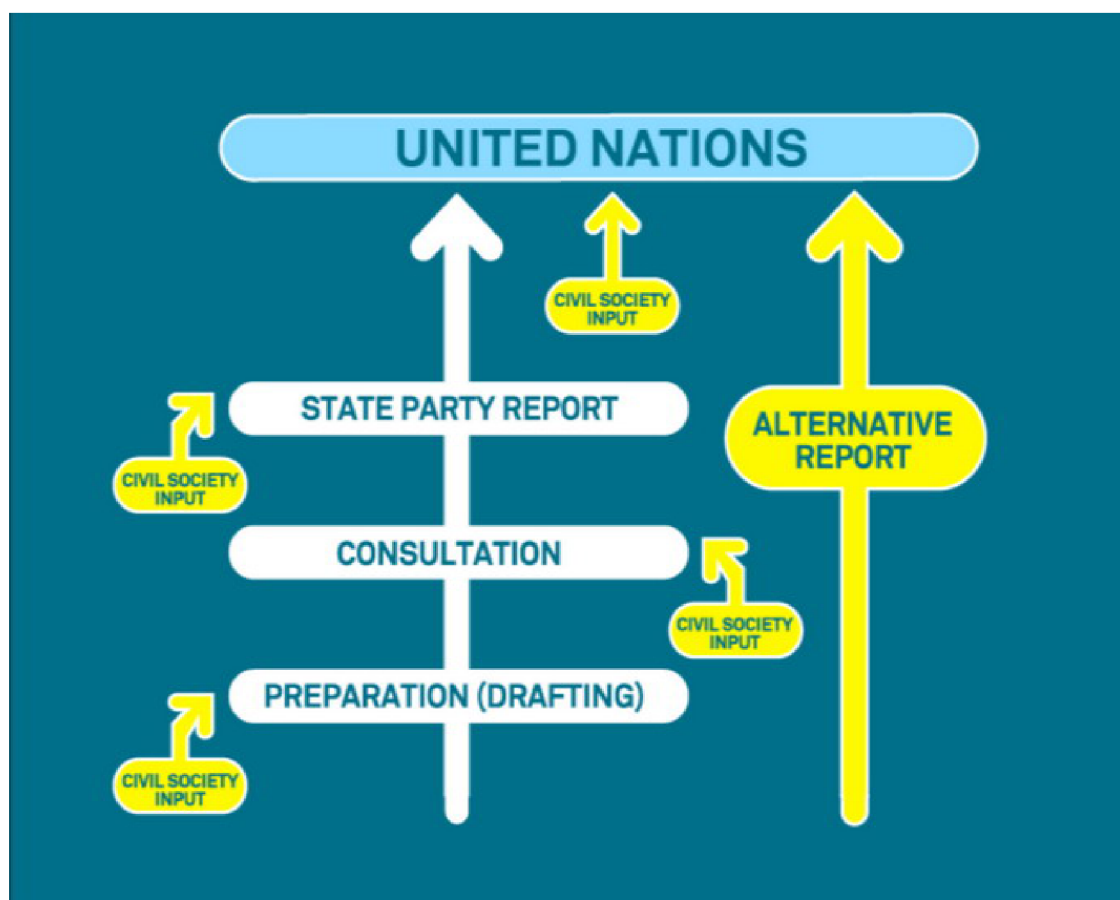 UNITED NATIONS
CIVIL SOCIETY
INPUT
STATE PARTY REPORT
ALTERNATIVE
REPORT
CIVIL SOCIETY
INPUT
CONSULTATION
CIVIL SOCIETY
INPUT
PREPARATION (DRAFTING)
CIVIL SOCIETY
INPUT